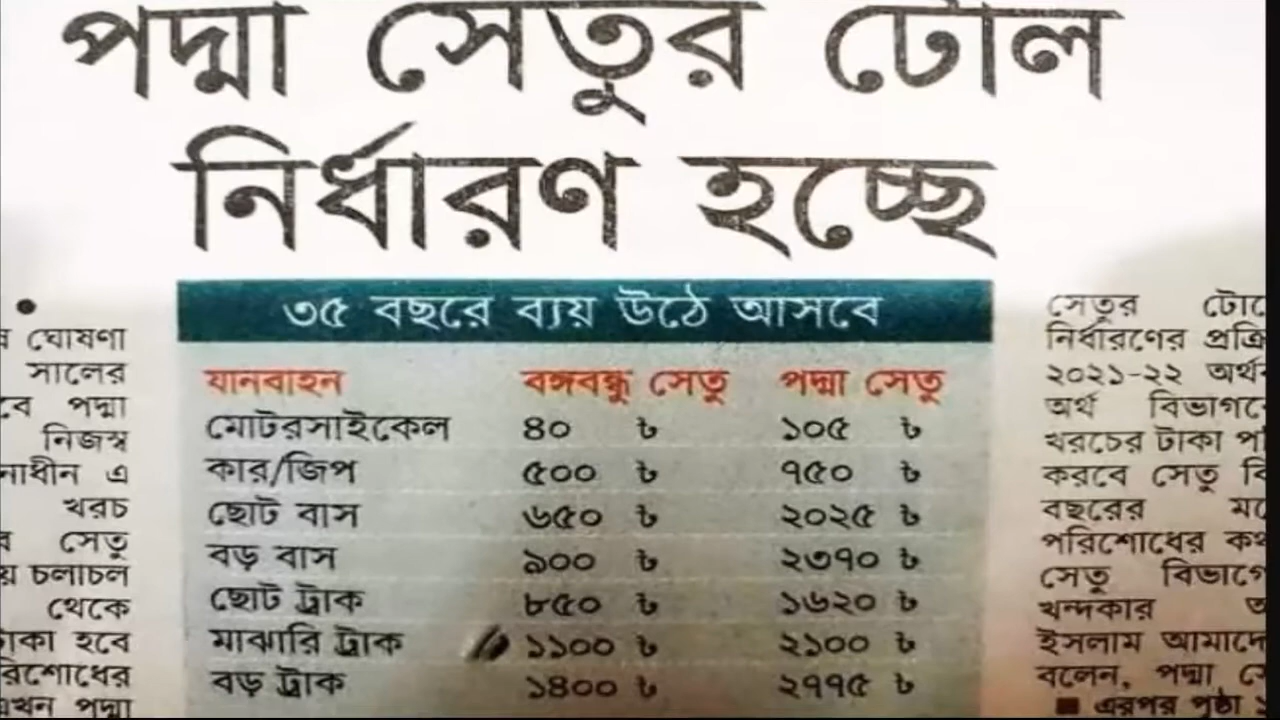 পদ্মা সেতুর টোল
নির্ধারণ হচ্ছে
৩৫ বছরে ব্যয় উঠে আসবে
যানবাহন বঙ্গবন্ধু সেতু পদ্মা সেতু
মোটরসাইকেল ৪০ ৳ ১০৫ ৳
কার/জিপ ৫০০ ৳ ৭৫০ ৳
ছোট বাস ৬৫০ ৳ ২০২৫ ৳
বড় বাস ৯০০ ৳ ২৩৭০ ৳
ছোট ট্রাক ৮৫০ ৳ ১৬২০ ৳
মাঝারি ট্রাক ১১০০ ৳ ২১০০ ৳
বড় ট্রাক ১৪০০ ৳ ২৭৭৫ ৳
ঘোষণা
সালের
পদ্মা
নিজস্ব
এ
খরচ
সেতু
চলাচল
থেকে
হবে
পদ্মা
সেতুর
নির্ধারণের
২০২১-২২
অর্থ
খরচের টাকা
করবে সেতু
বছরের
পরিশোধের
সেতু
খন্দকার
ইসলাম
বলেন, পদ্মা
■ এরপর পৃষ্ঠা